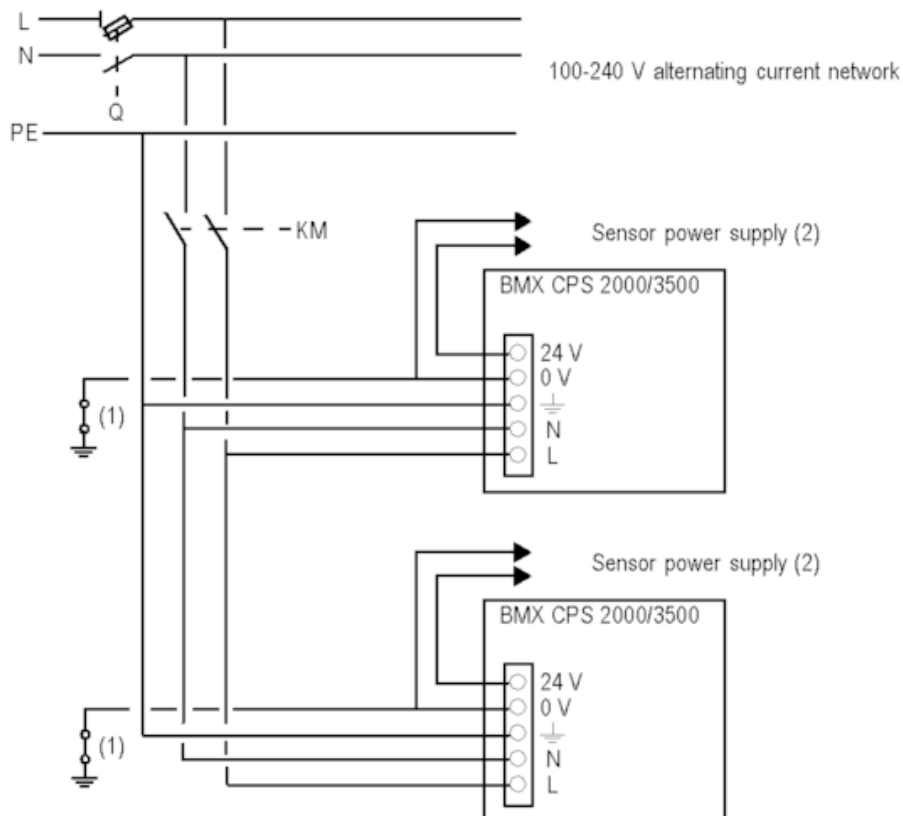 L
N
100-240 V alternating current network
Q
PE
KM
Sensor power supply (2)
BMX CPS 2000/3500
24 V
0 V
(1)
N
L
Sensor power supply (2)
BMX CPS 2000/3500
24 V
0 V
(1)
N
L